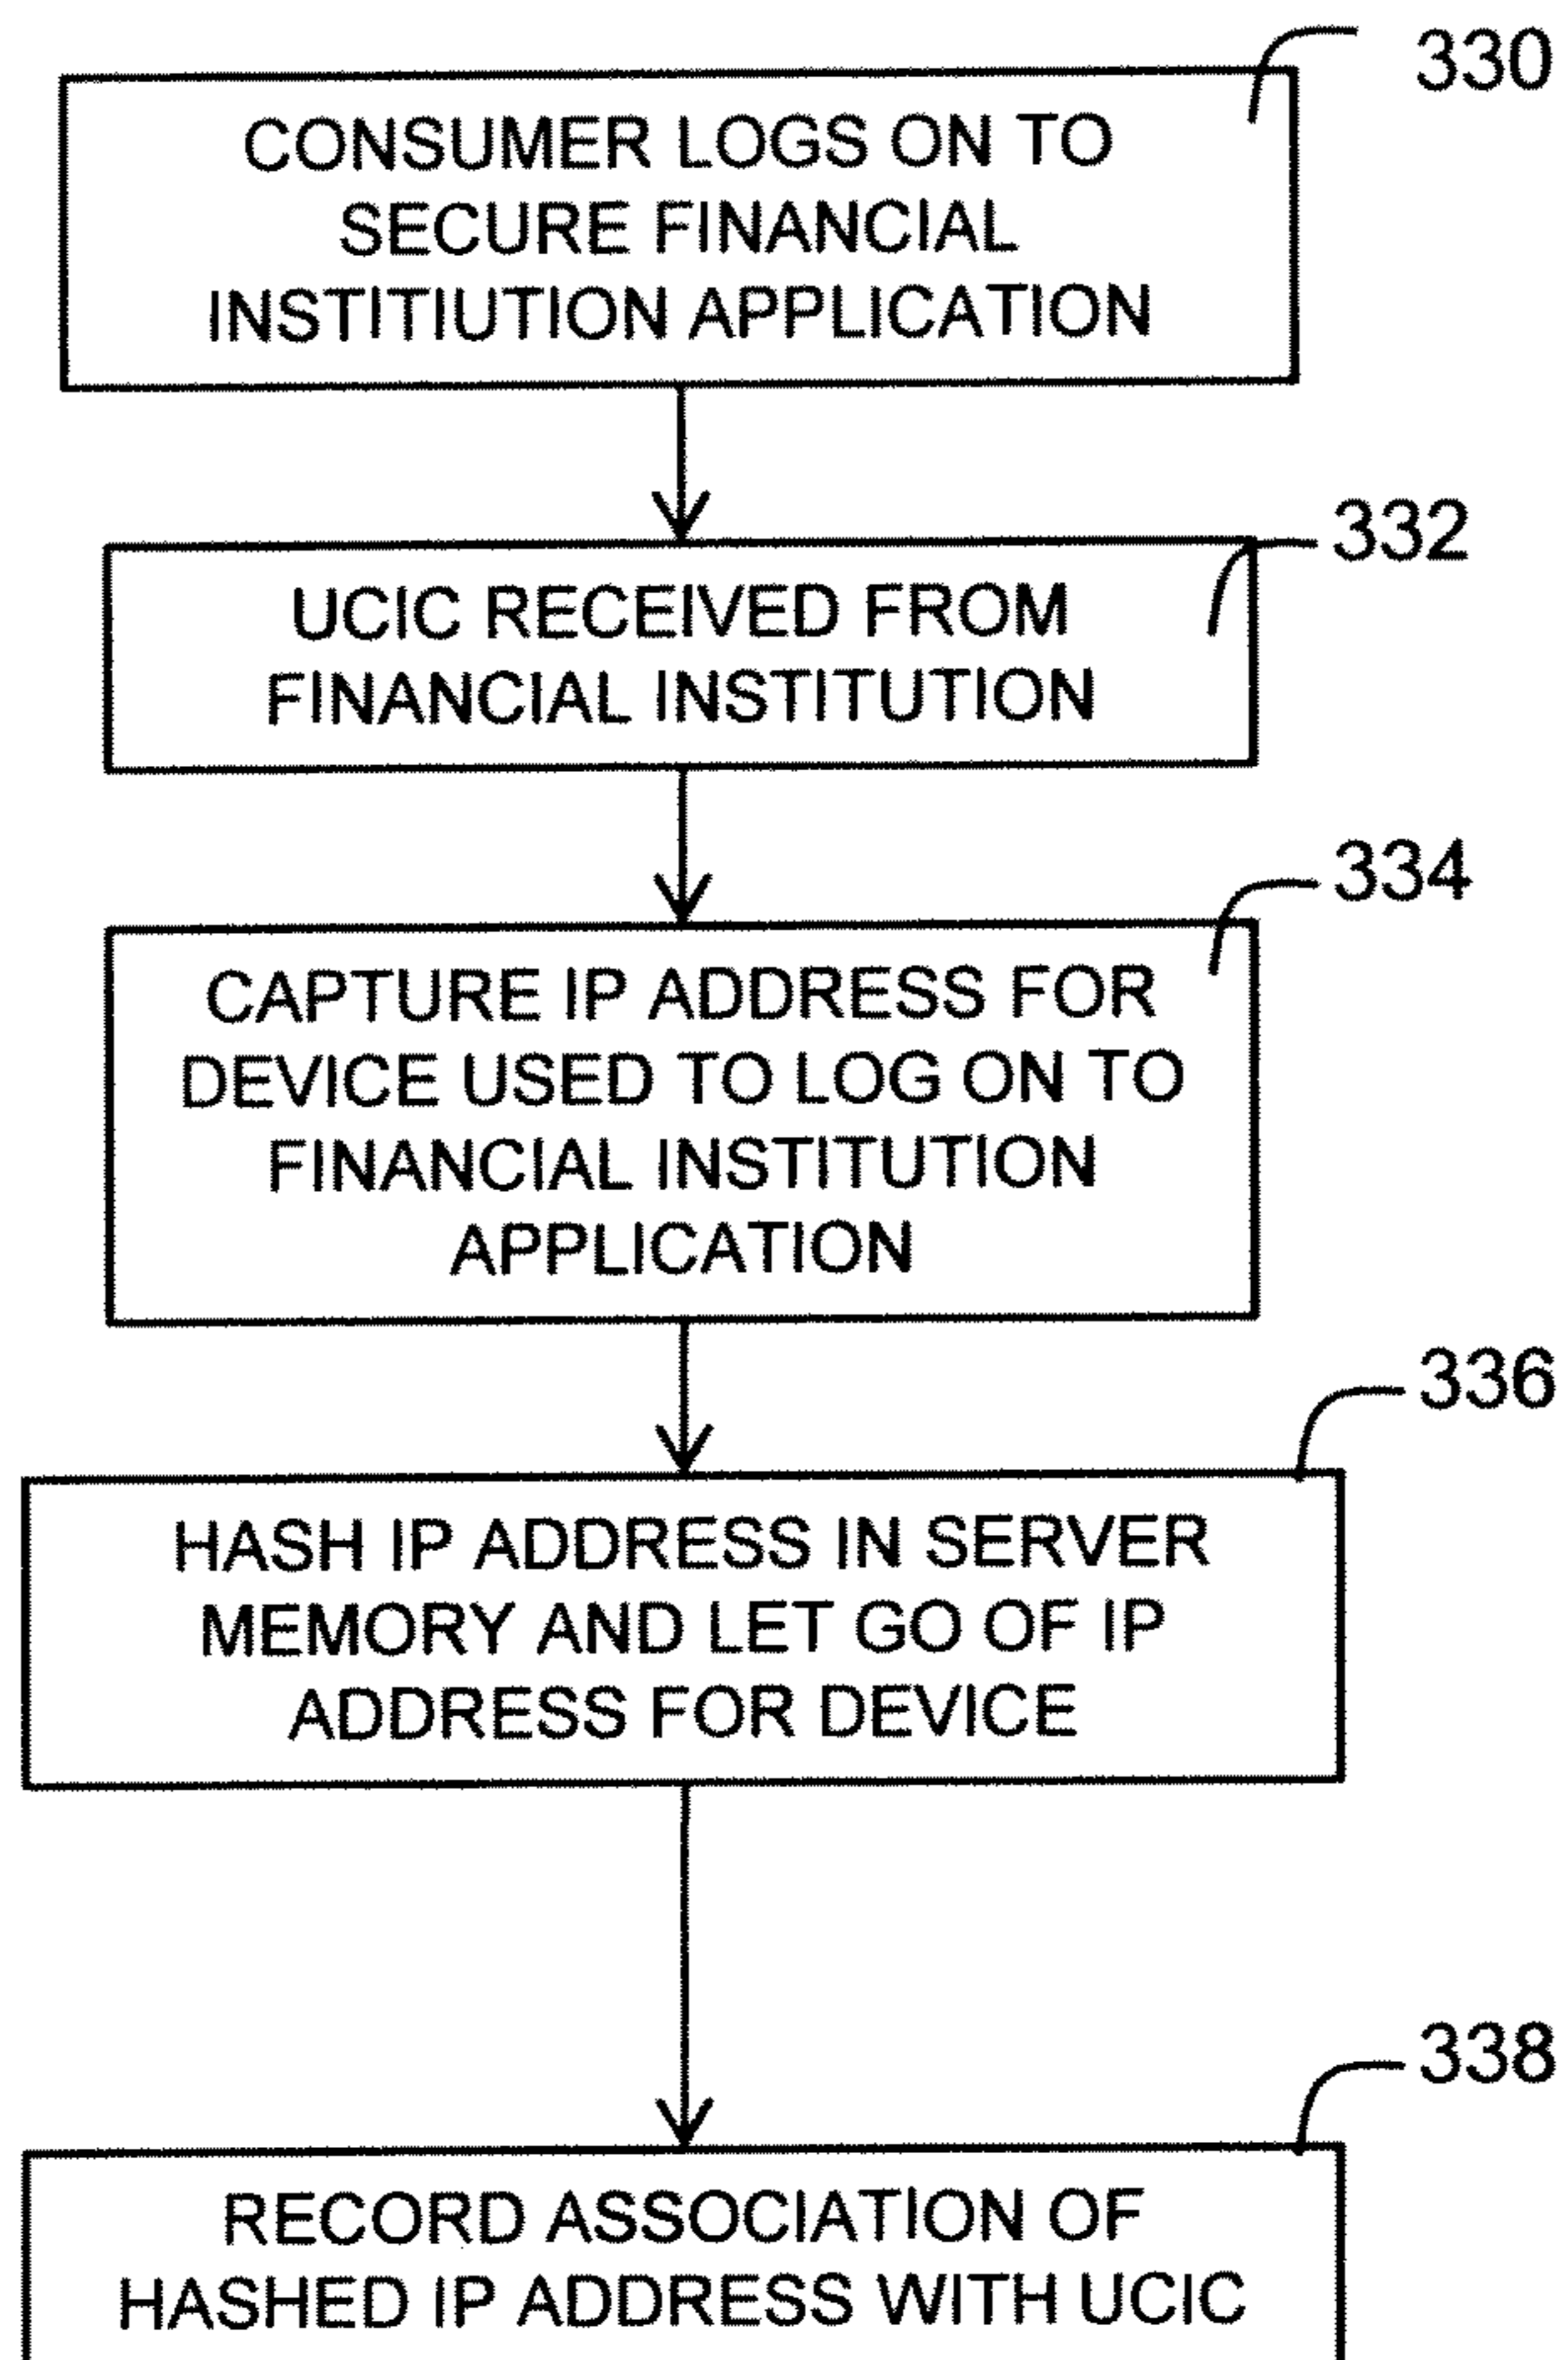 330
CONSUMER LOGS ON TO
SECURE FINANCIAL
INSTITIUTION APPLICATION
332
UCIC RECEIVED FROM
FINANCIAL INSTITUTION
334
CAPTURE IP ADDRESS FOR
DEVICE USED TO LOG ON TO
FINANCIAL INSTITUTION
APPLICATION
336
HASH IP ADDRESS IN SERVER
MEMORY AND LET GO OF IP
ADDRESS FOR DEVICE
338
RECORD ASSOCIATION OF
HASHED IP ADDRESS WITH UCIC